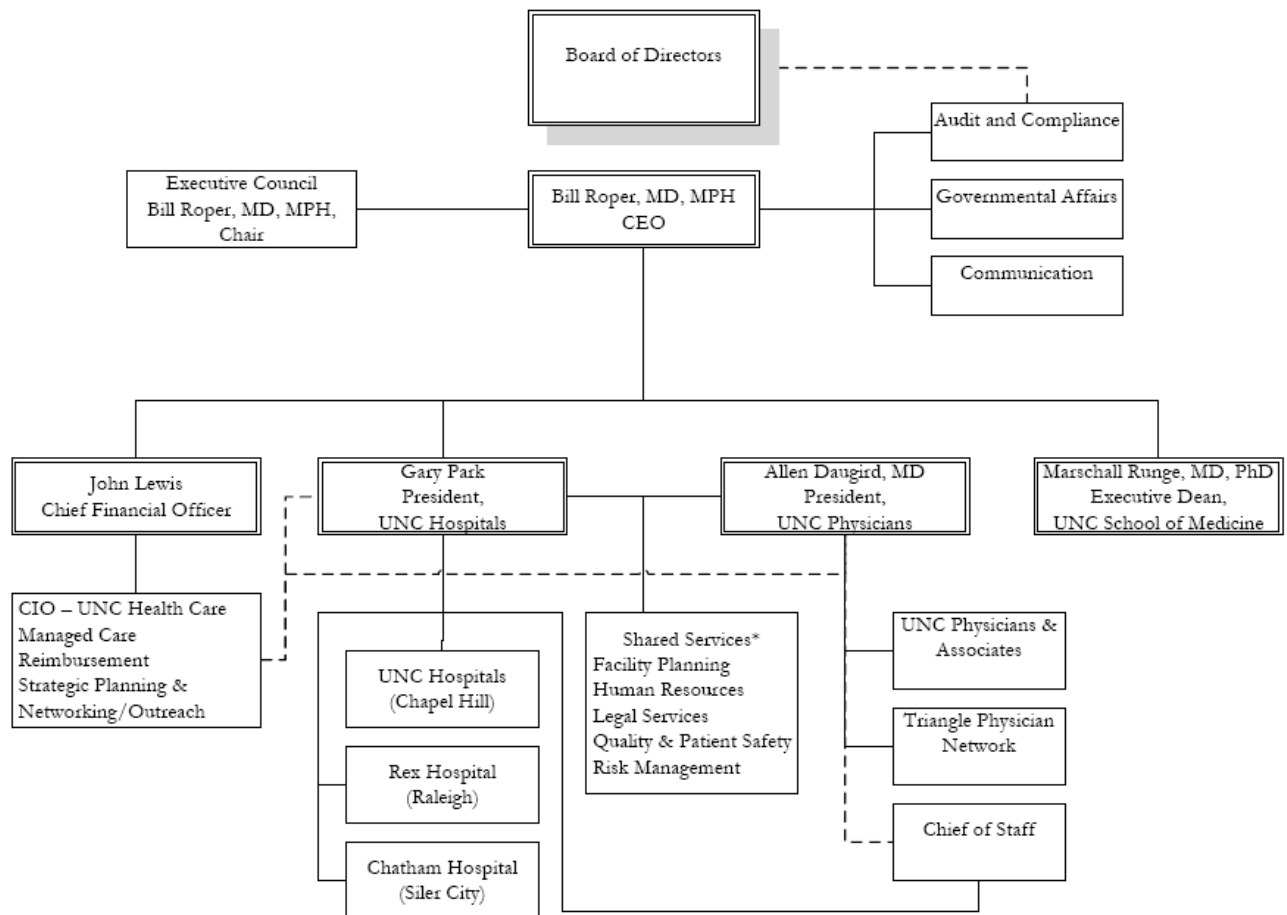 Board of Directors
Audit and Compliance
Executive Council
Bill Roper, MD, MPH,
Chair
Bill Roper, MD, MPH
CEO
Governmental Affairs
Communication
John Lewis
Chief Financial Officer
Gary Park
President,
UNC Hospitals
Allen Daugird, MD
President,
UNC Physicians
Marschall Runge, MD, PhD
Executive Dean,
UNC School of Medicine
CIO – UNC Health Care
Managed Care
Reimbursement
Strategic Planning &
Networking/Outreach
UNC Hospitals
(Chapel Hill)
Rex Hospital
(Raleigh)
Chatham Hospital
(Siler City)
Shared Services*
Facility Planning
Human Resources
Legal Services
Quality & Patient Safety
Risk Management
UNC Physicians &
Associates
Triangle Physician
Network
Chief of Staff